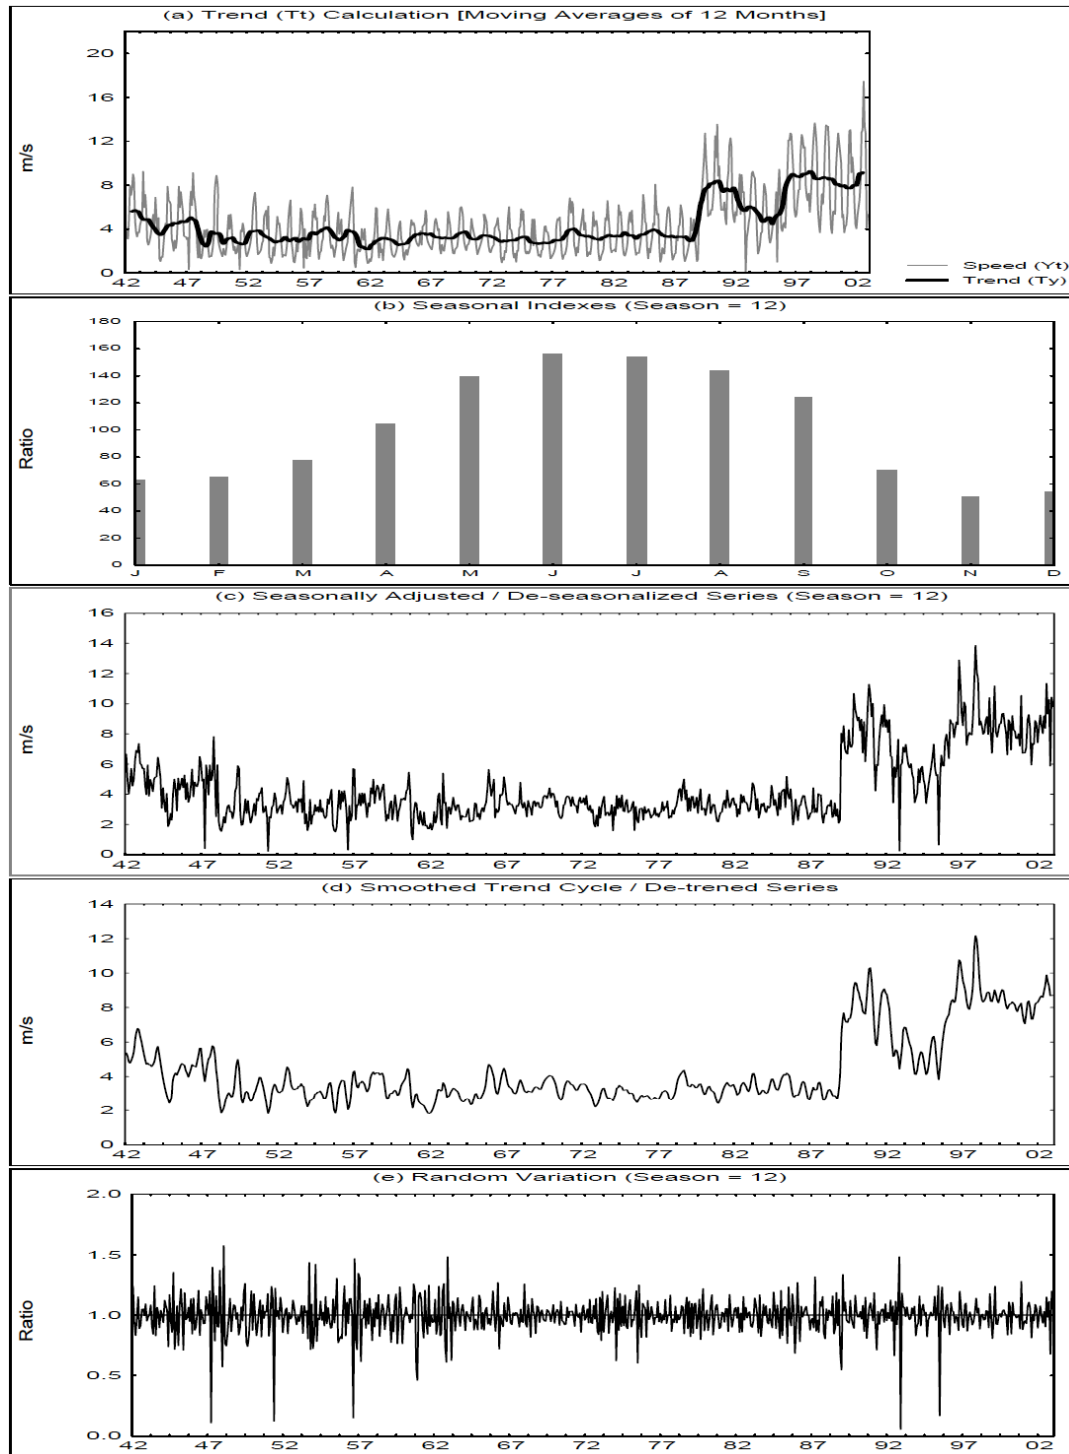 (a) Trend (Tt) Calculation [Moving Averages of 12 Months]
20
16
12
8
4
0
m/s
42 47 52 57 62 67 72 77 82 87 92 97 02
Speed (Yt)
Trend (Ty)
(b) Seasonal Indexes (Season = 12)
180
160
140
120
100
80
60
40
20
0
Ratio
J F M A M J J A S O N D
(c) Seasonally Adjusted / De-seasonalized Series (Season = 12)
16
14
12
10
8
6
4
2
0
m/s
42 47 52 57 62 67 72 77 82 87 92 97 02
(d) Smoothed Trend Cycle / De-trened Series
14
12
10
8
6
4
2
0
m/s
42 47 52 57 62 67 72 77 82 87 92 97 02
(e) Random Variation (Season = 12)
2.0
1.5
1.0
0.5
0.0
Ratio
42 47 52 57 62 67 72 77 82 87 92 97 02